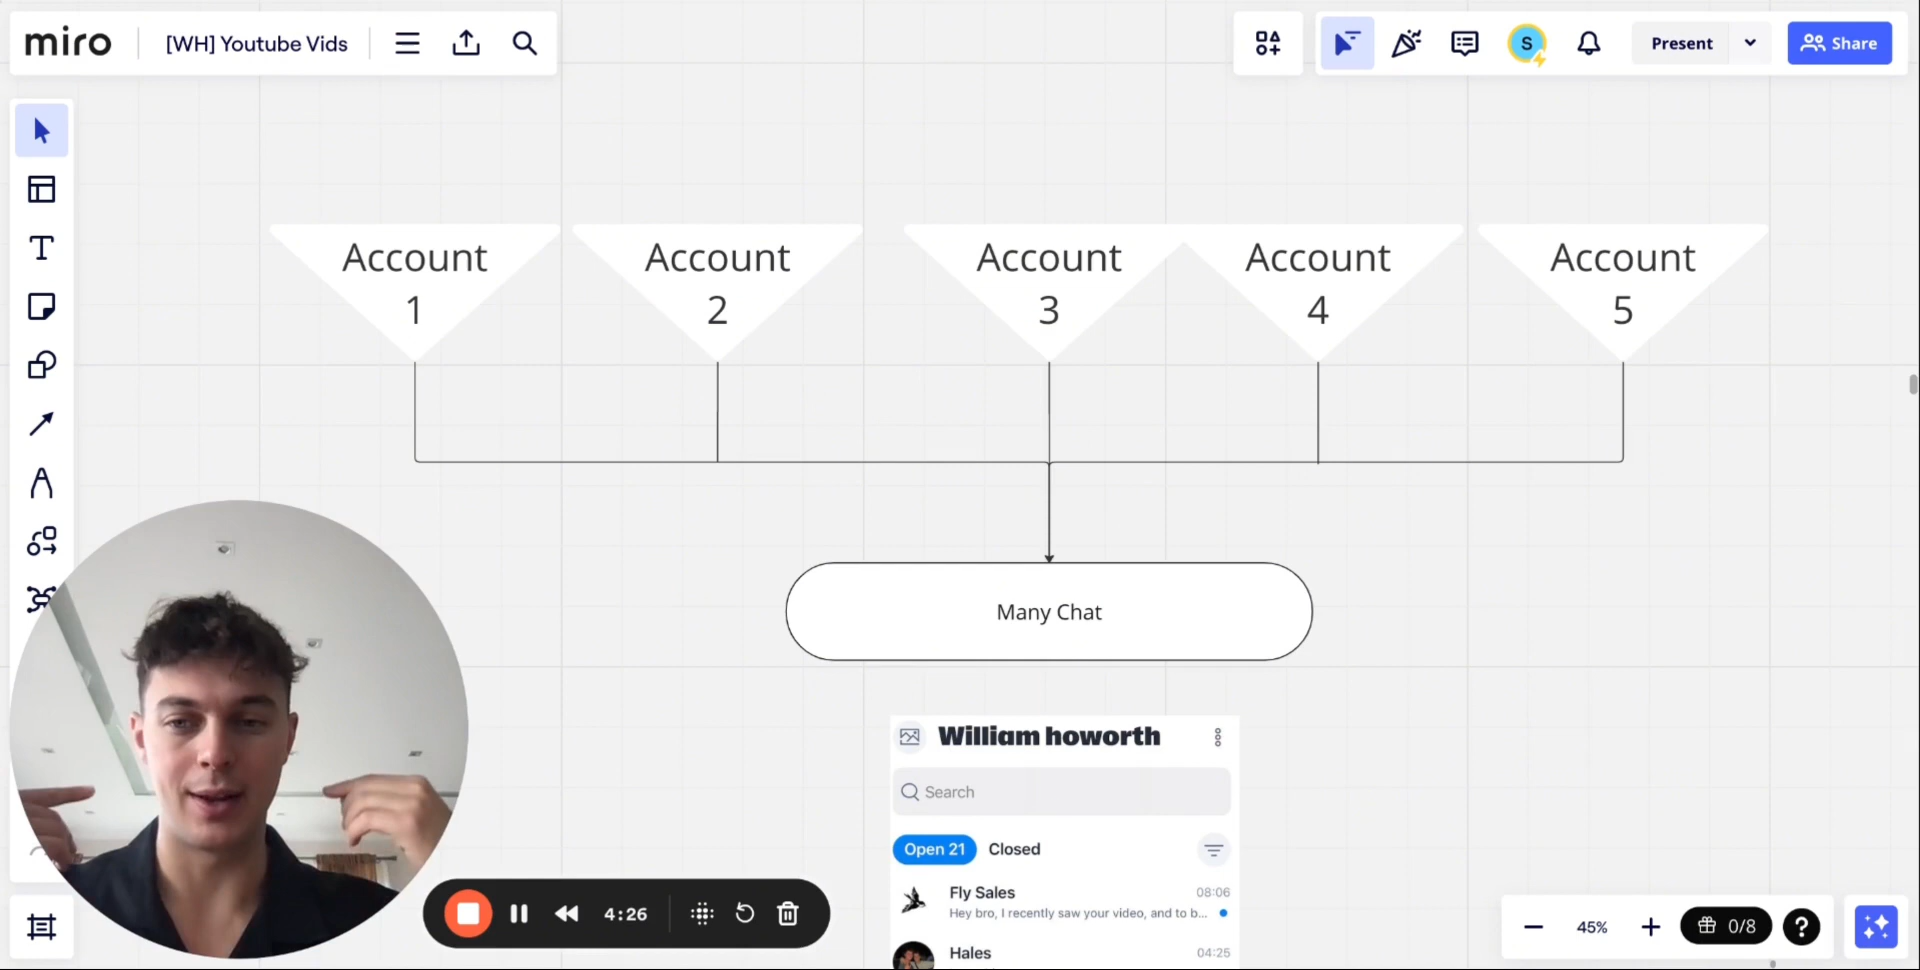 miro
[WH] Youtube Vids
S
Present
Share
Account
1
Account
2
Account
3
Account
4
Account
5
Many Chat
William howorth
Search
Open 21
Closed
Fly Sales
08:06
Hey bro, I recently saw your video, and to b...
Hales
04:25
4:26
45%
0/8
?